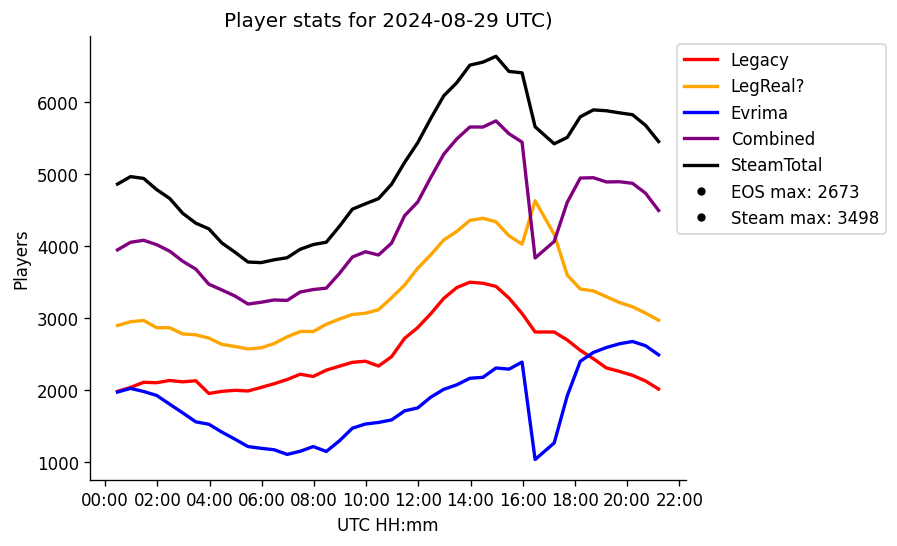 Player stats for 2024-08-29 UTC)
Legacy
LegReal?
Evrima
Combined
SteamTotal
EOS max: 2673
Steam max: 3498
Players
6000
5000
4000
3000
2000
1000
00:00 02:00 04:00 06:00 08:00 10:00 12:00 14:00 16:00 18:00 20:00 22:00
UTC HH:mm